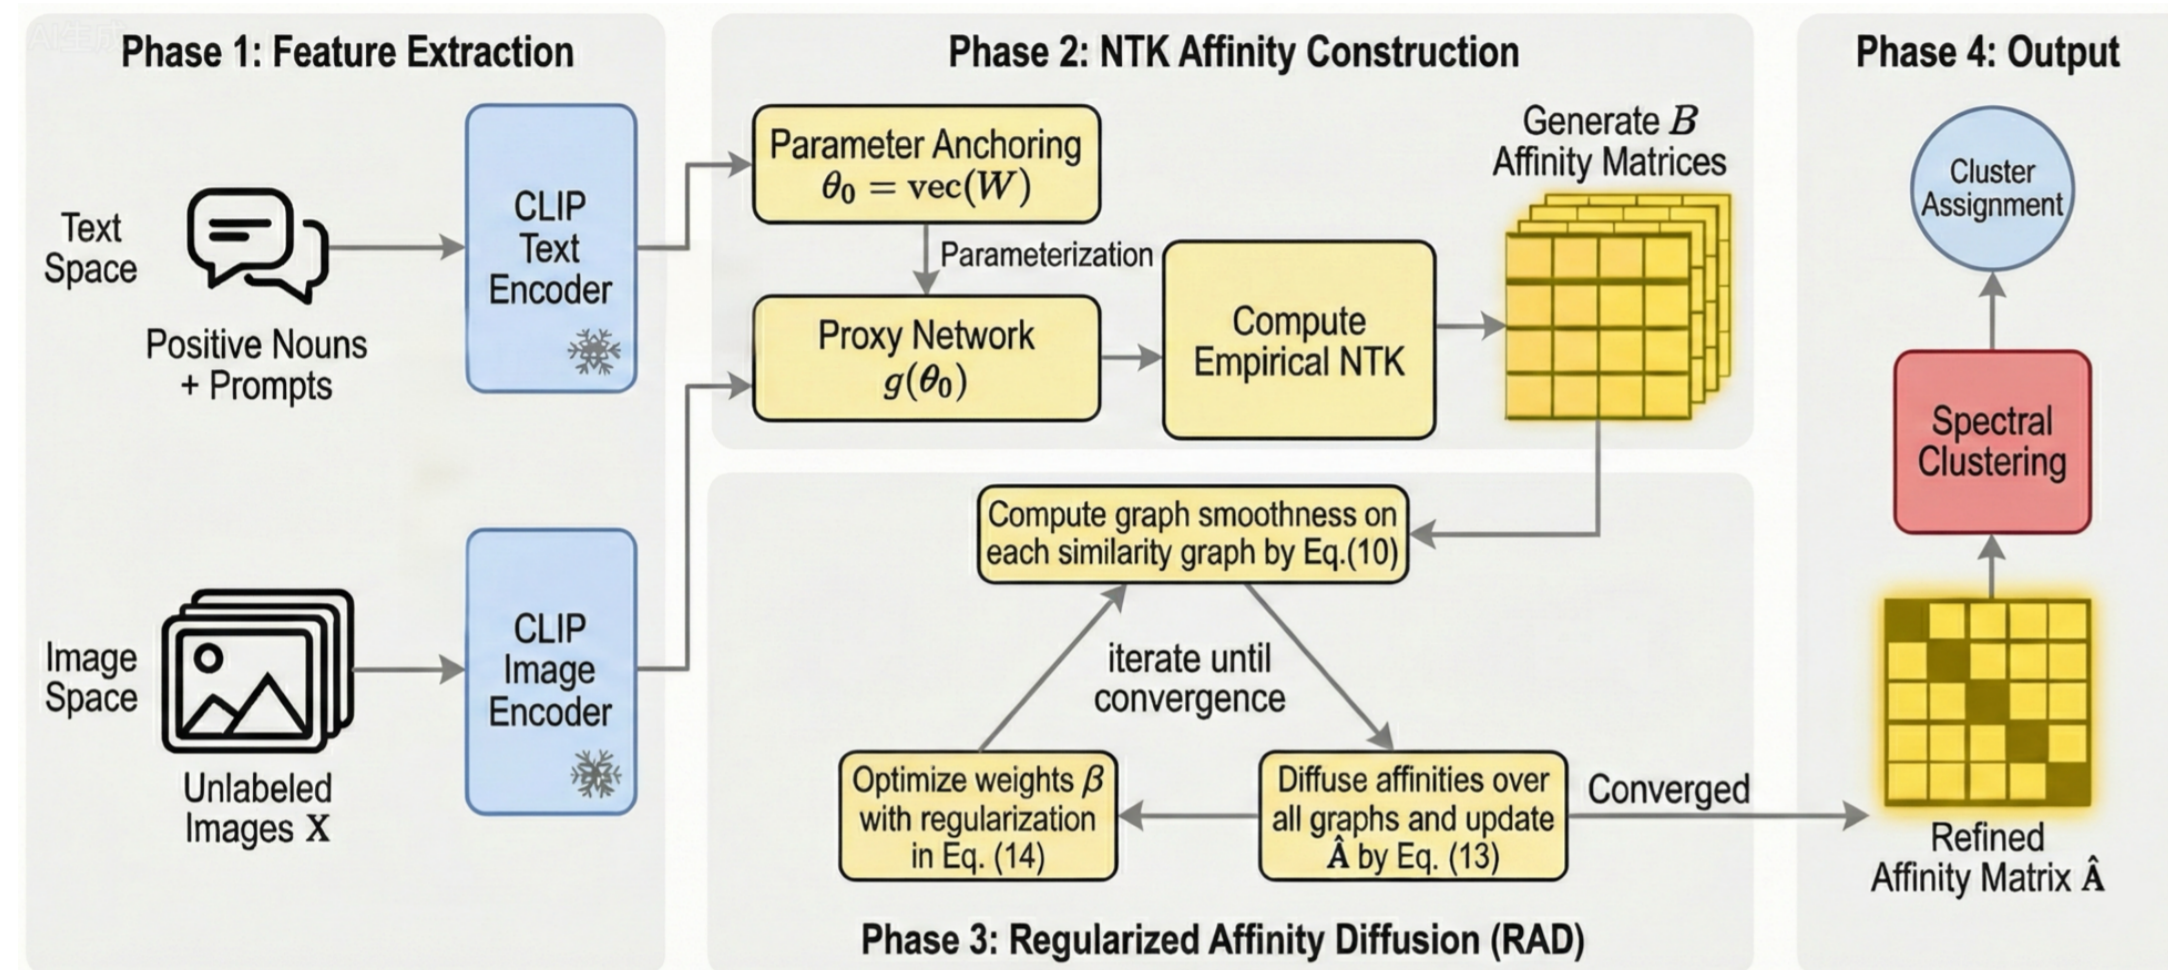 AI生成
Phase 1: Feature Extraction
Text
Space
Positive Nouns
+ Prompts
CLIP
Text
Encoder
Image
Space
Unlabeled
Images X
CLIP
Image
Encoder
Phase 2: NTK Affinity Construction
Parameter Anchoring
θ₀ = vec(W)
Parameterization
Proxy Network
g(θ₀)
Compute
Empirical NTK
Generate B
Affinity Matrices
Compute graph smoothness on
each similarity graph by Eq.(10)
iterate until
convergence
Optimize weights β
with regularization
in Eq. (14)
Diffuse affinities over
all graphs and update
Â by Eq. (13)
Converged
Phase 3: Regularized Affinity Diffusion (RAD)
Phase 4: Output
Cluster
Assignment
Spectral
Clustering
Refined
Affinity Matrix Â